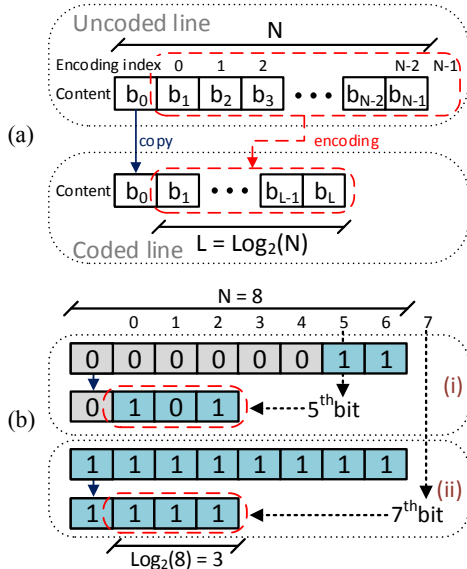 Uncoded line
N
Encoding index 0 1 2 N-2 N-1
Content b0 b1 b2 b3 ••• bN-2 bN-1
(a)
copy encoding
Content b0 b1 ••• bL-1 bL
L = Log2(N)
Coded line
N = 8
0 1 2 3 4 5 6 7
0 0 0 0 0 0 1 1
(i)
0 1 0 1 5th bit
(b)
1 1 1 1 1 1 1 1
(ii)
1 1 1 1 7th bit
Log2(8) = 3